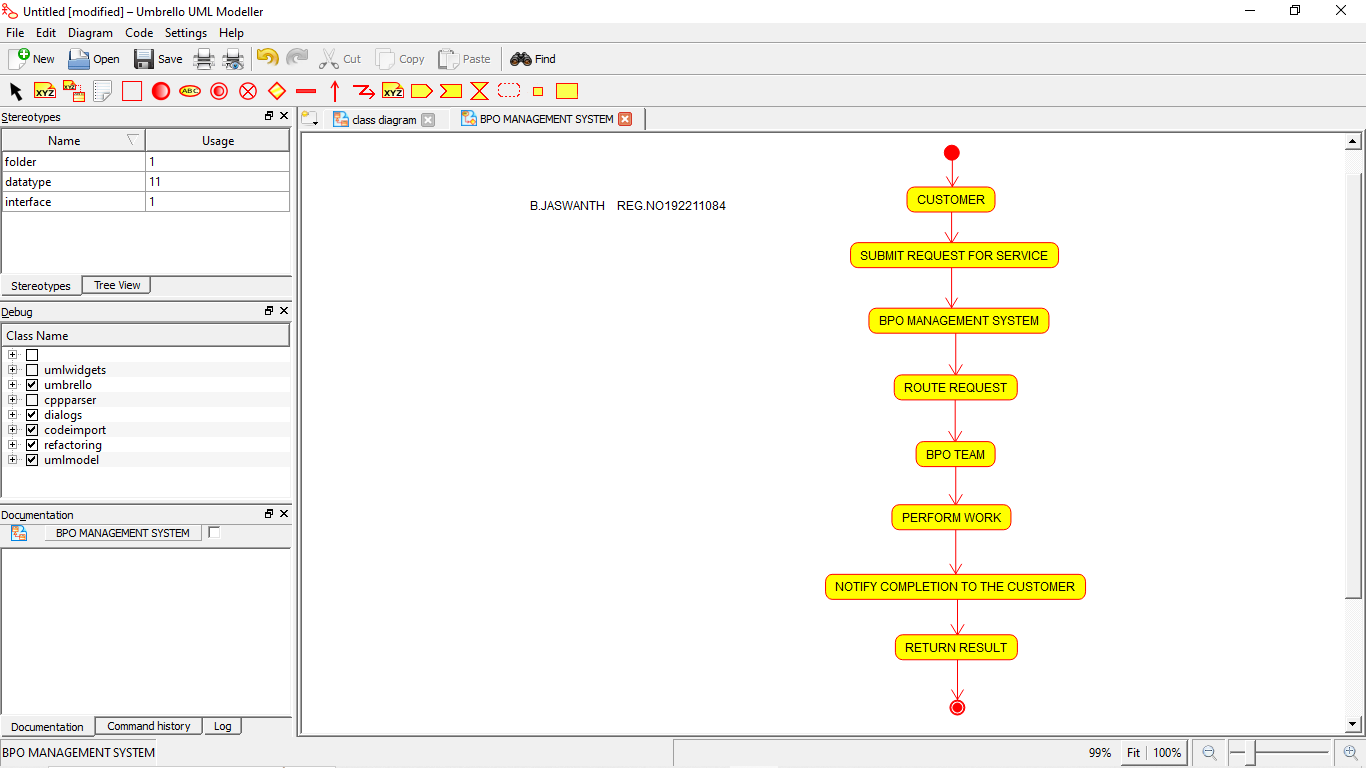 Untitled [modified] – Umbrello UML Modeller
File Edit Diagram Code Settings Help
New Open Save Cut Copy Paste Find
XYZ XYZ ABC XYZ
Stereotypes
Name Usage
folder 1
datatype 11
interface 1
Stereotypes Tree View
Debug
Class Name
umlwidgets
umbrello
cppparser
dialogs
codeimport
refactoring
umlmodel
Documentation
BPO MANAGEMENT SYSTEM
Documentation Command history Log
class diagram BPO MANAGEMENT SYSTEM
B.JASWANTH REG.NO192211084
CUSTOMER
SUBMIT REQUEST FOR SERVICE
BPO MANAGEMENT SYSTEM
ROUTE REQUEST
BPO TEAM
PERFORM WORK
NOTIFY COMPLETION TO THE CUSTOMER
RETURN RESULT
BPO MANAGEMENT SYSTEM 99% Fit 100%